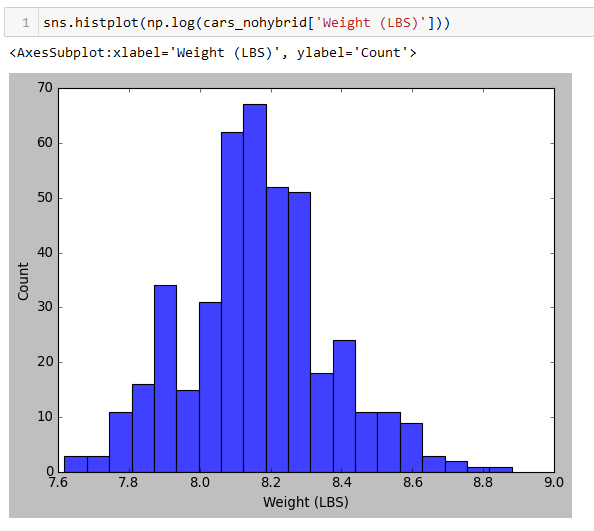 1 sns.histplot(np.log(cars_nohybrid['Weight (LBS)']))
<AxesSubplot:xlabel='Weight (LBS)', ylabel='Count'>
70
60
50
40
30
20
10
0
Count
7.6 7.8 8.0 8.2 8.4 8.6 8.8 9.0
Weight (LBS)